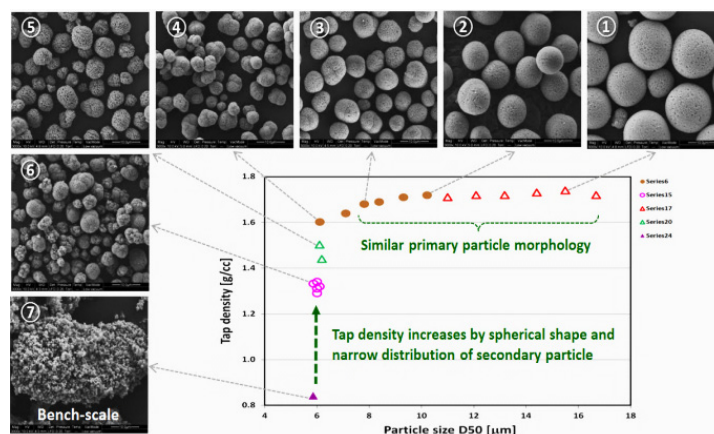 ⑤
④
③
②
①
⑥
⑦
Bench-scale
Tap density [g/cc]
1.8
1.6
1.4
1.2
1.0
0.8
Similar primary particle morphology
Tap density increases by spherical shape and
narrow distribution of secondary particle
4
6
8
10
12
14
16
18
Particle size D50 [µm]
Series6
Series15
Series17
Series20
Series24